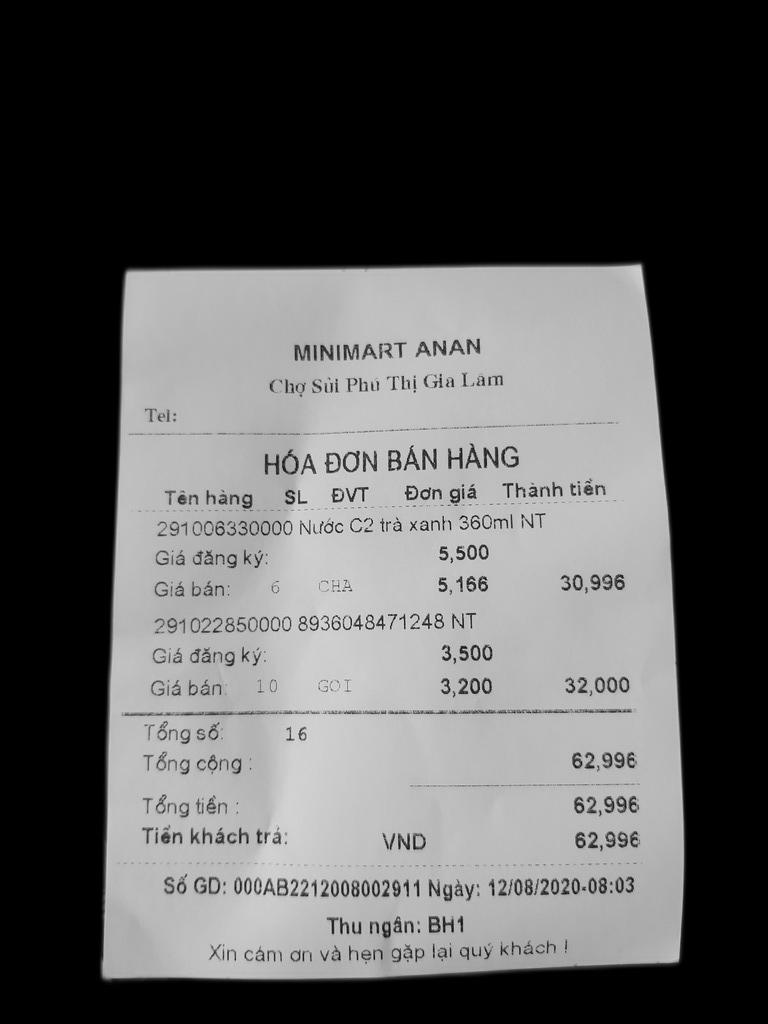 MINIMART ANAN
Chợ Sủi Phú Thị Gia Lâm
Tel:
HÓA ĐƠN BÁN HÀNG
Tên hàng SL ĐVT Đơn giá Thành tiền
291006330000 Nước C2 trà xanh 360ml NT
Giá đăng ký: 5,500
Giá bán: 6 CHA 5,166 30,996
291022850000 8936048471248 NT
Giá đăng ký: 3,500
Giá bán: 10 GOI 3,200 32,000
Tổng số: 16
Tổng cộng : 62,996
Tổng tiền : 62,996
Tiền khách trả: VND 62,996
Số GD: 000AB2212008002911 Ngày: 12/08/2020-08:03
Thu ngân: BH1
Xin cám ơn và hẹn gặp lại quý khách !